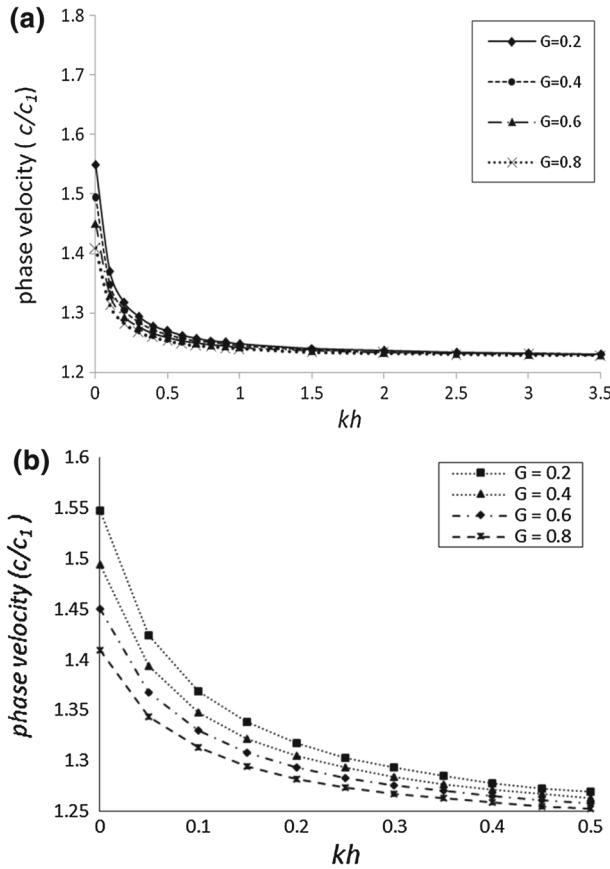 (a)
1.8
1.7
1.6
1.5
1.4
1.3
1.2
phase velocity ( c/c1)
0 0.5 1 1.5 2 2.5 3 3.5
kh
G=0.2
G=0.4
G=0.6
G=0.8
(b)
1.6
1.55
1.5
1.45
1.4
1.35
1.3
1.25
phase velocity (c/c1 )
0 0.1 0.2 0.3 0.4 0.5
kh
G = 0.2
G = 0.4
G = 0.6
G = 0.8